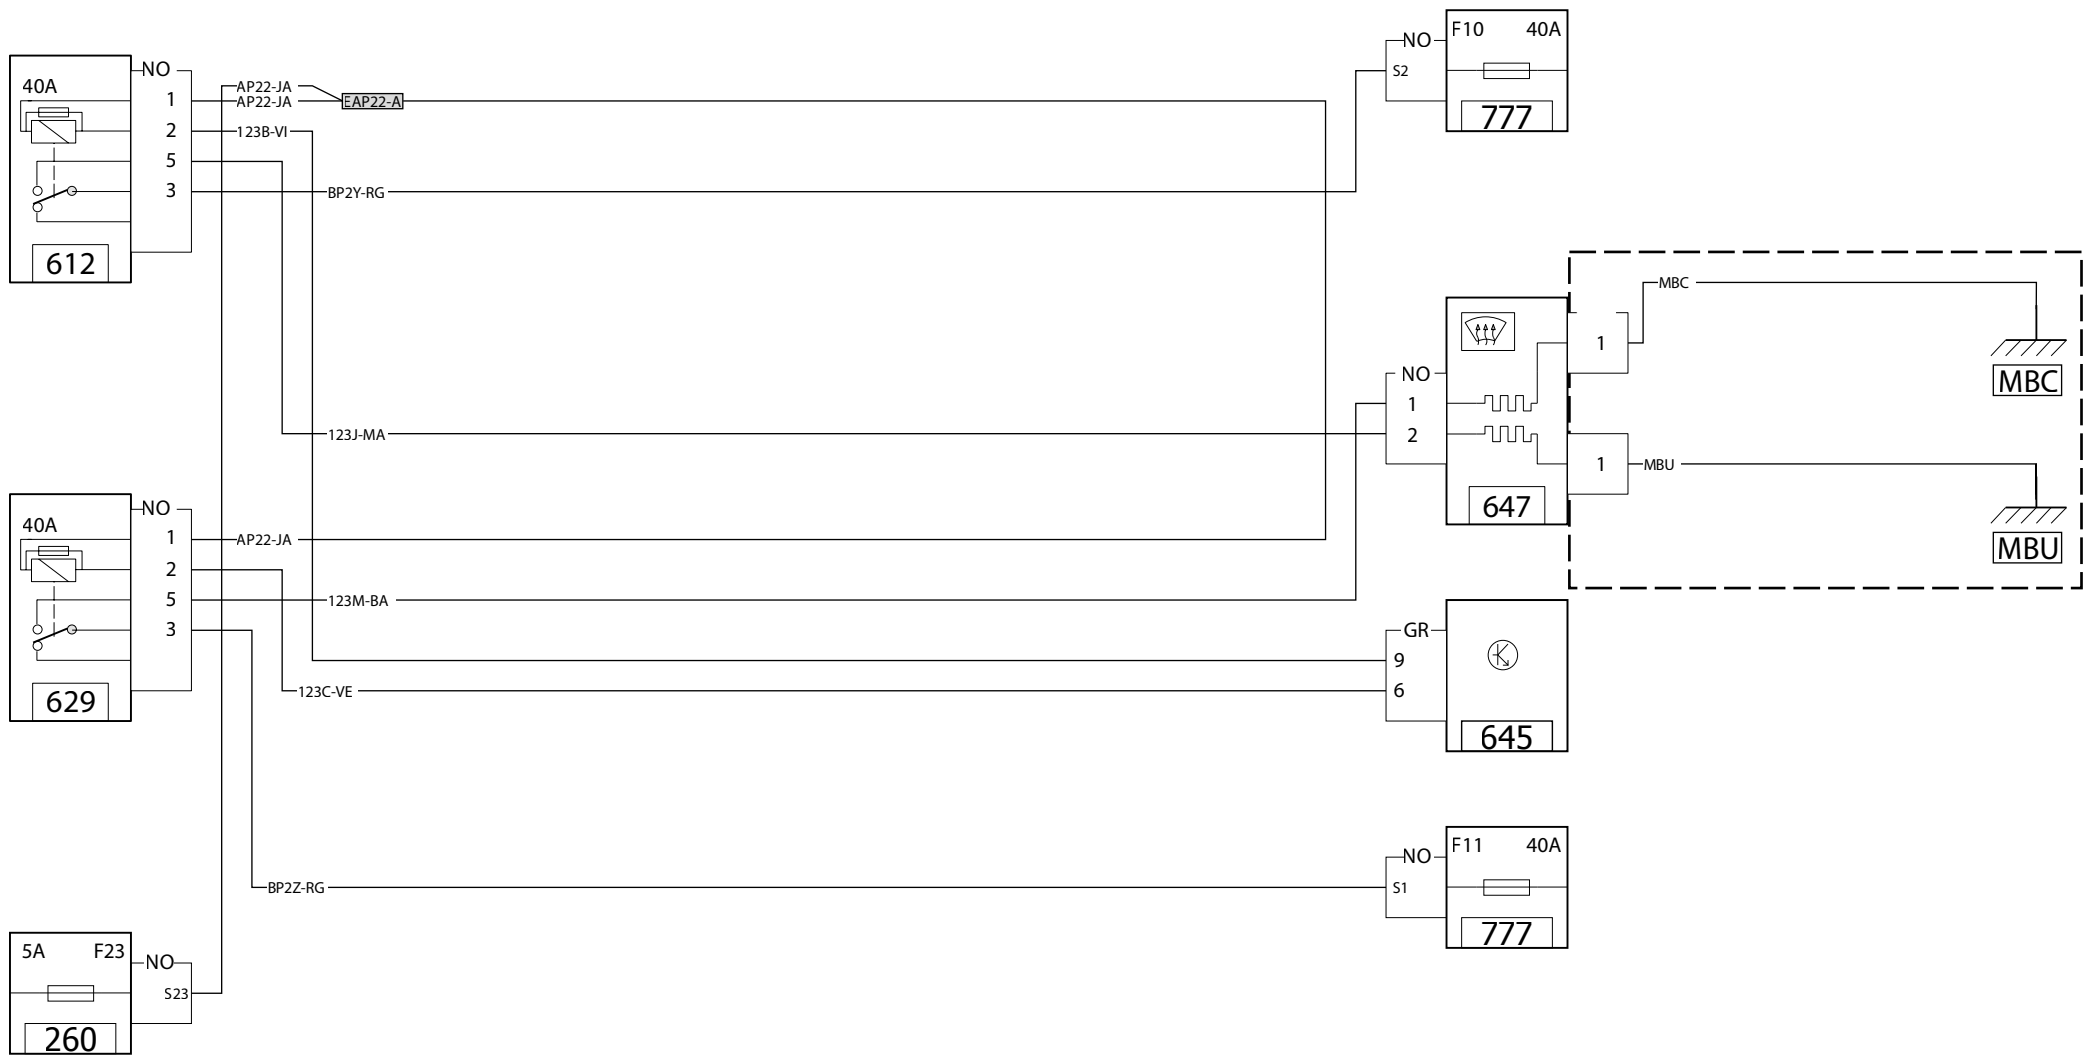 F10 40A
NO
S2
777
40A
NO
1
2
5
3
612
AP22-JA
AP22-JA
EAP22-A
123B-VI
BP2Y-RG
MBC
1
MBC
NO
1
2
123J-MA
1
MBU
647
MBU
40A
NO
1
2
5
3
629
AP22-JA
123M-BA
123C-VE
GR
9
6
645
F11 40A
NO
S1
777
BP2Z-RG
5A F23
NO
S23
260